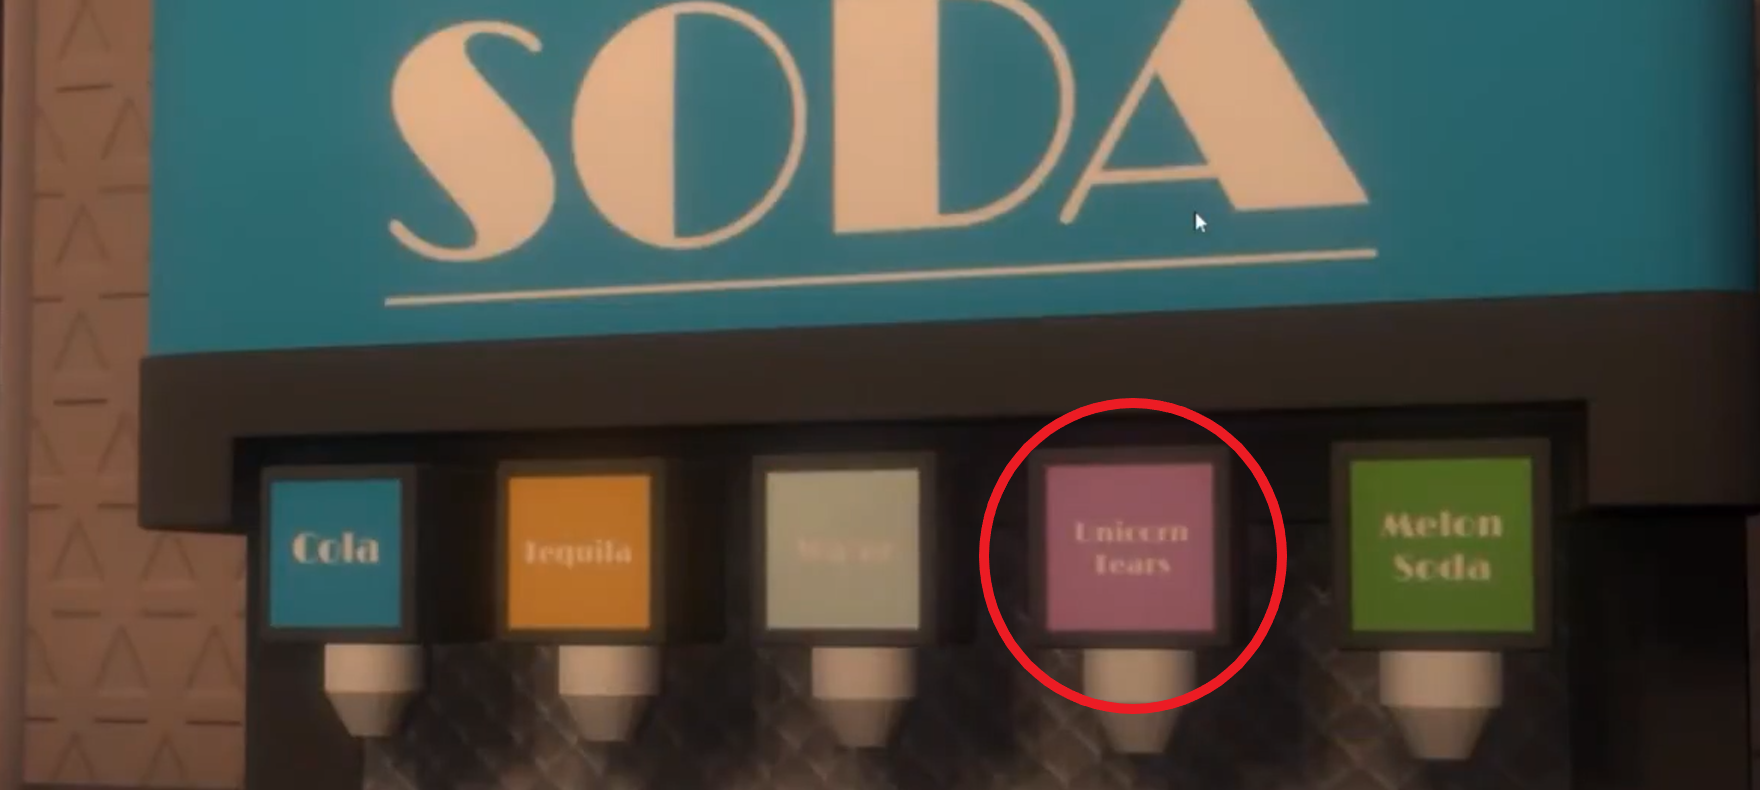 SODA
Cola
Tequila
Unicorn
Tears
Melon
Soda